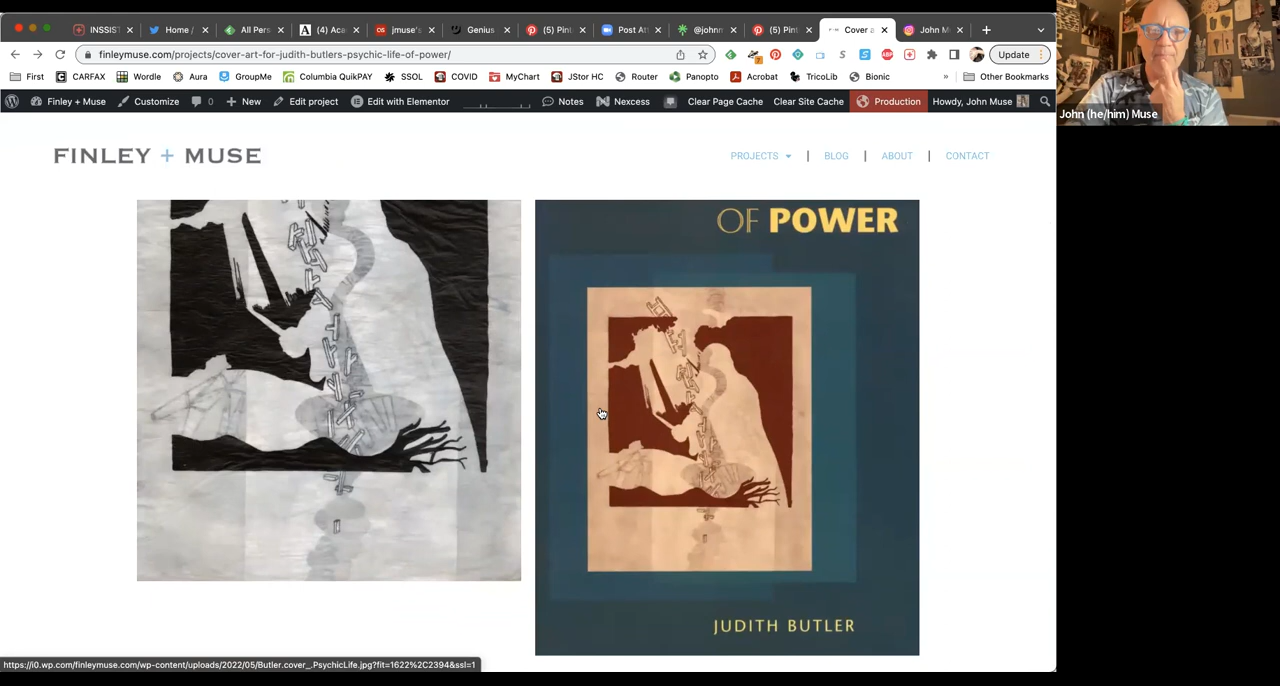 INSSIST
Home /
All Pers
(4) Aca
jmuse's
Genius
(5) Pint
Post Att
@johnm
(5) Pint
Cover a
John Mu
finleymuse.com/projects/cover-art-for-judith-butlers-psychic-life-of-power/
Update
First CARFAX Wordle Aura GroupMe Columbia QuikPAY SSOL COVID MyChart JStor HC Router Panopto Acrobat TricoLib Bionic » Other Bookmarks
Finley + Muse Customize 0 + New Edit project Edit with Elementor Notes Nexcess Clear Page Cache Clear Site Cache Production Howdy, John Muse
John (he/him) Muse
FINLEY + MUSE
PROJECTS | BLOG | ABOUT | CONTACT
OF POWER
JUDITH BUTLER
https://i0.wp.com/finleymuse.com/wp-content/uploads/2022/05/Butler.cover_.PsychicLife.jpg?fit=1622%2C2394&ssl=1